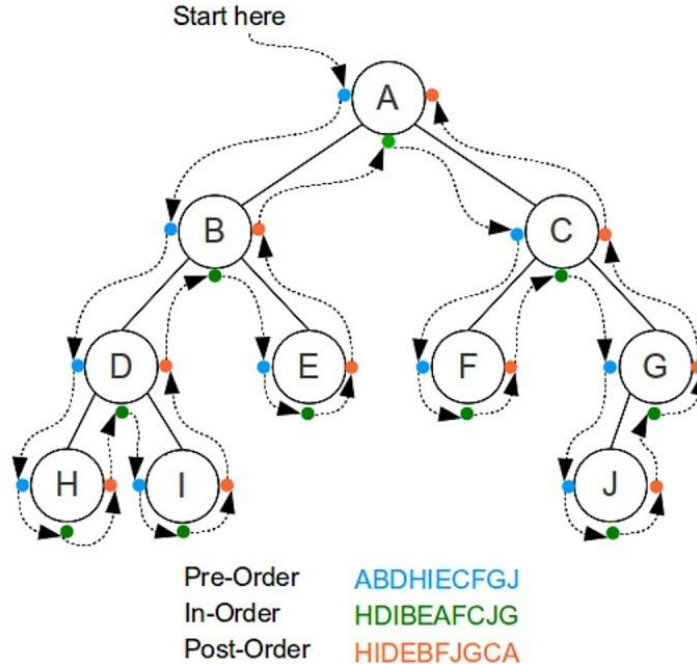 Start here
A
B C
D E F G
H I J
Pre-Order ABDHIECFGJ
In-Order HDIBEAFCJG
Post-Order HIDEBFJGCA